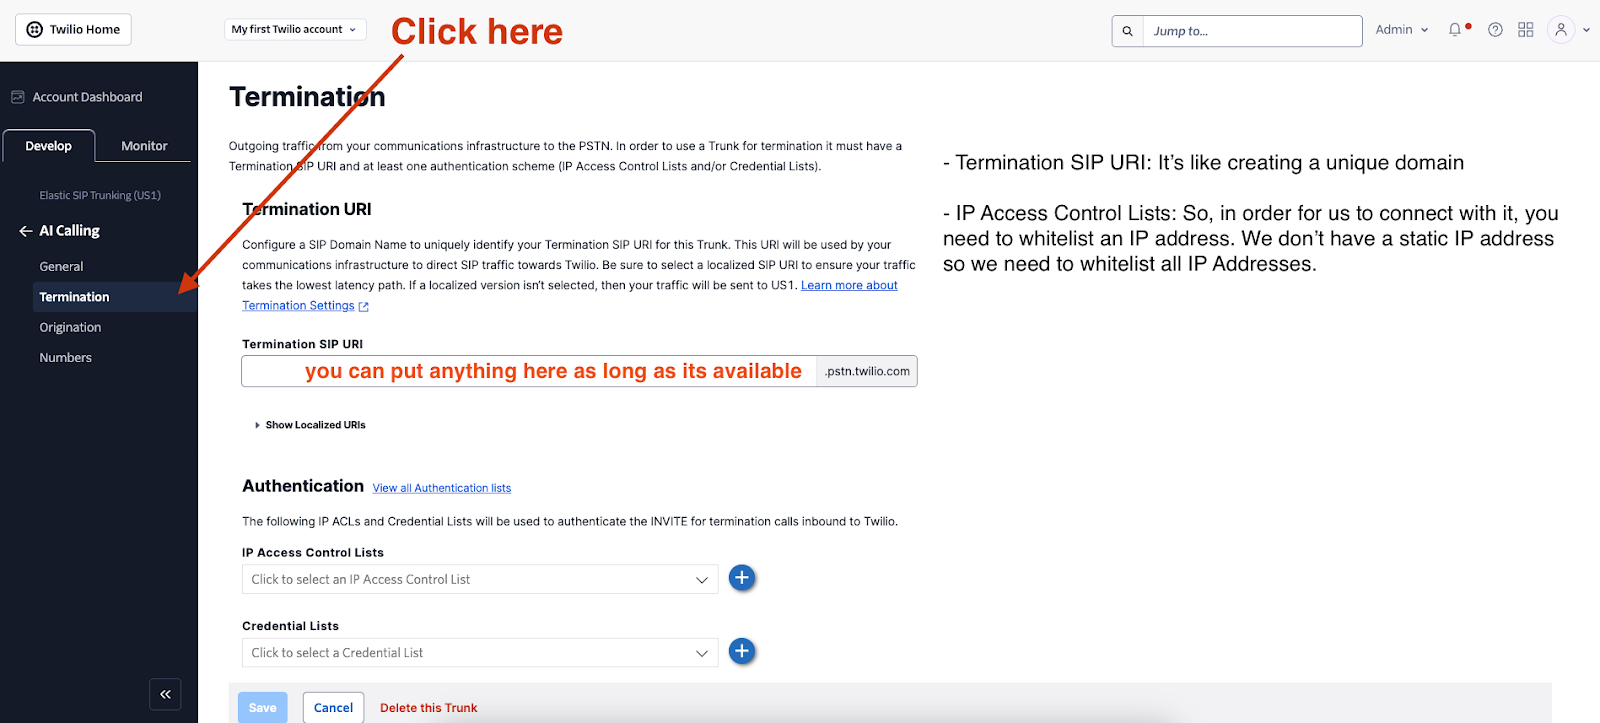 Twilio Home
My first Twilio account
Click here
Jump to...
Admin
Account Dashboard
Develop
Monitor
Elastic SIP Trunking (US1)
AI Calling
General
Termination
Origination
Numbers
Termination
Outgoing traffic from your communications infrastructure to the PSTN. In order to use a Trunk for termination it must have a
Termination SIP URI and at least one authentication scheme (IP Access Control Lists and/or Credential Lists).
Termination URI
Configure a SIP Domain Name to uniquely identify your Termination SIP URI for this Trunk. This URI will be used by your
communications infrastructure to direct SIP traffic towards Twilio. Be sure to select a localized SIP URI to ensure your traffic
takes the lowest latency path. If a localized version isn't selected, then your traffic will be sent to US1. Learn more about
Termination Settings
Termination SIP URI
you can put anything here as long as its available
.pstn.twilio.com
Show Localized URIs
Authentication View all Authentication lists
The following IP ACLs and Credential Lists will be used to authenticate the INVITE for termination calls inbound to Twilio.
IP Access Control Lists
Click to select an IP Access Control List
Credential Lists
Click to select a Credential List
Save
Cancel
Delete this Trunk
- Termination SIP URI: It's like creating a unique domain
- IP Access Control Lists: So, in order for us to connect with it, you
need to whitelist an IP address. We don't have a static IP address
so we need to whitelist all IP Addresses.